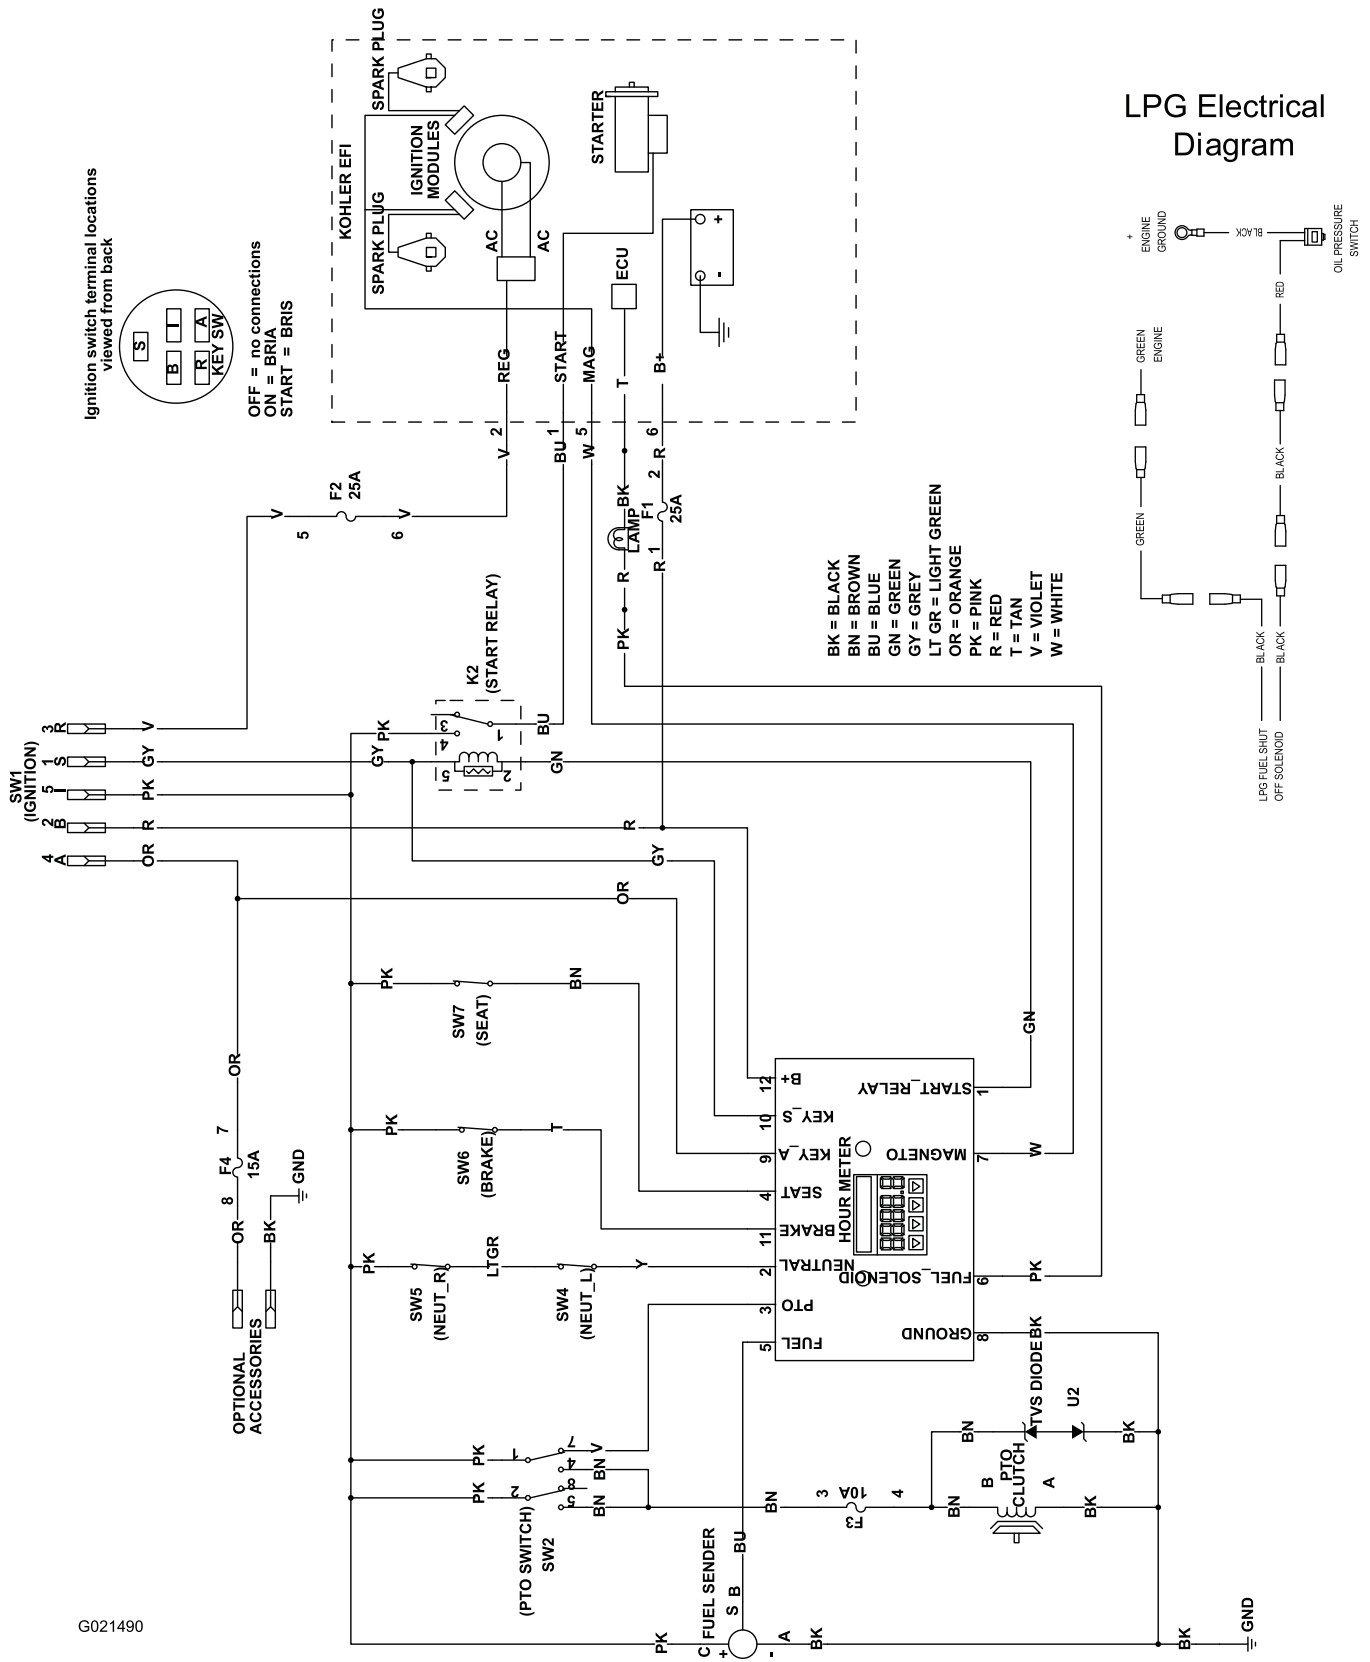 LPG Electrical
Diagram
Ignition switch terminal locations
viewed from back
S
I
A
B
R
KEY SW
OFF = no connections
ON = BRIA
START = BRIS
KOHLER EFI
SPARK PLUG
SPARK PLUG
IGNITION
MODULES
AC
AC
STARTER
ECU
+
-
REG
START
MAG
T
B+
2
1
5
6
V
BU
W
R
2
F1
25A
1
R
BK
LAMP
R
PK
F2
25A
V
5
V
6
K2
(START RELAY)
3
4
1
5
2
PK
GY
BU
GN
SW1
(IGNITION)
3
R
V
1
S
GY
5
I
PK
2
B
R
4
A
OR
R
GY
OR
BK = BLACK
BN = BROWN
BU = BLUE
GN = GREEN
GY = GREY
LT GR = LIGHT GREEN
OR = ORANGE
PK = PINK
R = RED
T = TAN
V = VIOLET
W = WHITE
+
ENGINE
GROUND
BLACK
OIL PRESSURE
SWITCH
RED
GREEN
ENGINE
GREEN
BLACK
BLACK
BLACK
LPG FUEL SHUT
OFF SOLENOID
PK
SW7
(SEAT)
BN
PK
SW6
(BRAKE)
T
PK
SW5
(NEUT_R)
LTGR
SW4
(NEUT_L)
Y
OR
7
F4
15A
8
OR
BK
GND
OPTIONAL
ACCESSORIES
12
B+
10
KEY_S
9
KEY_A
4
SEAT
11
BRAKE
2
NEUTRAL
3
PTO
5
FUEL
HOUR METER
START_RELAY
1
GN
MAGNETO
7
W
FUEL_SOLENOID
6
PK
GROUND
8
BK
TVS DIODE
U2
BN
BK
PTO
CLUTCH
B
A
BN
BK
PK
1
7
V
4
BN
PK
2
8
5
BN
(PTO SWITCH)
SW2
BN
3
10A
F3
4
BU
S B
FUEL SENDER
C
+
-
A
PK
BK
BK
GND
G021490